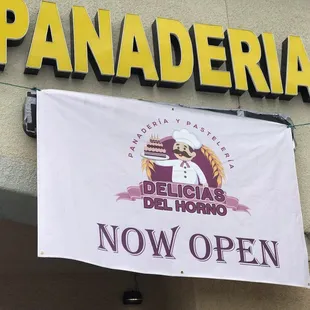 PANADERIA
PANADERÍA Y PASTELERÍA
DELICIAS
DEL HORNO
NOW OPEN